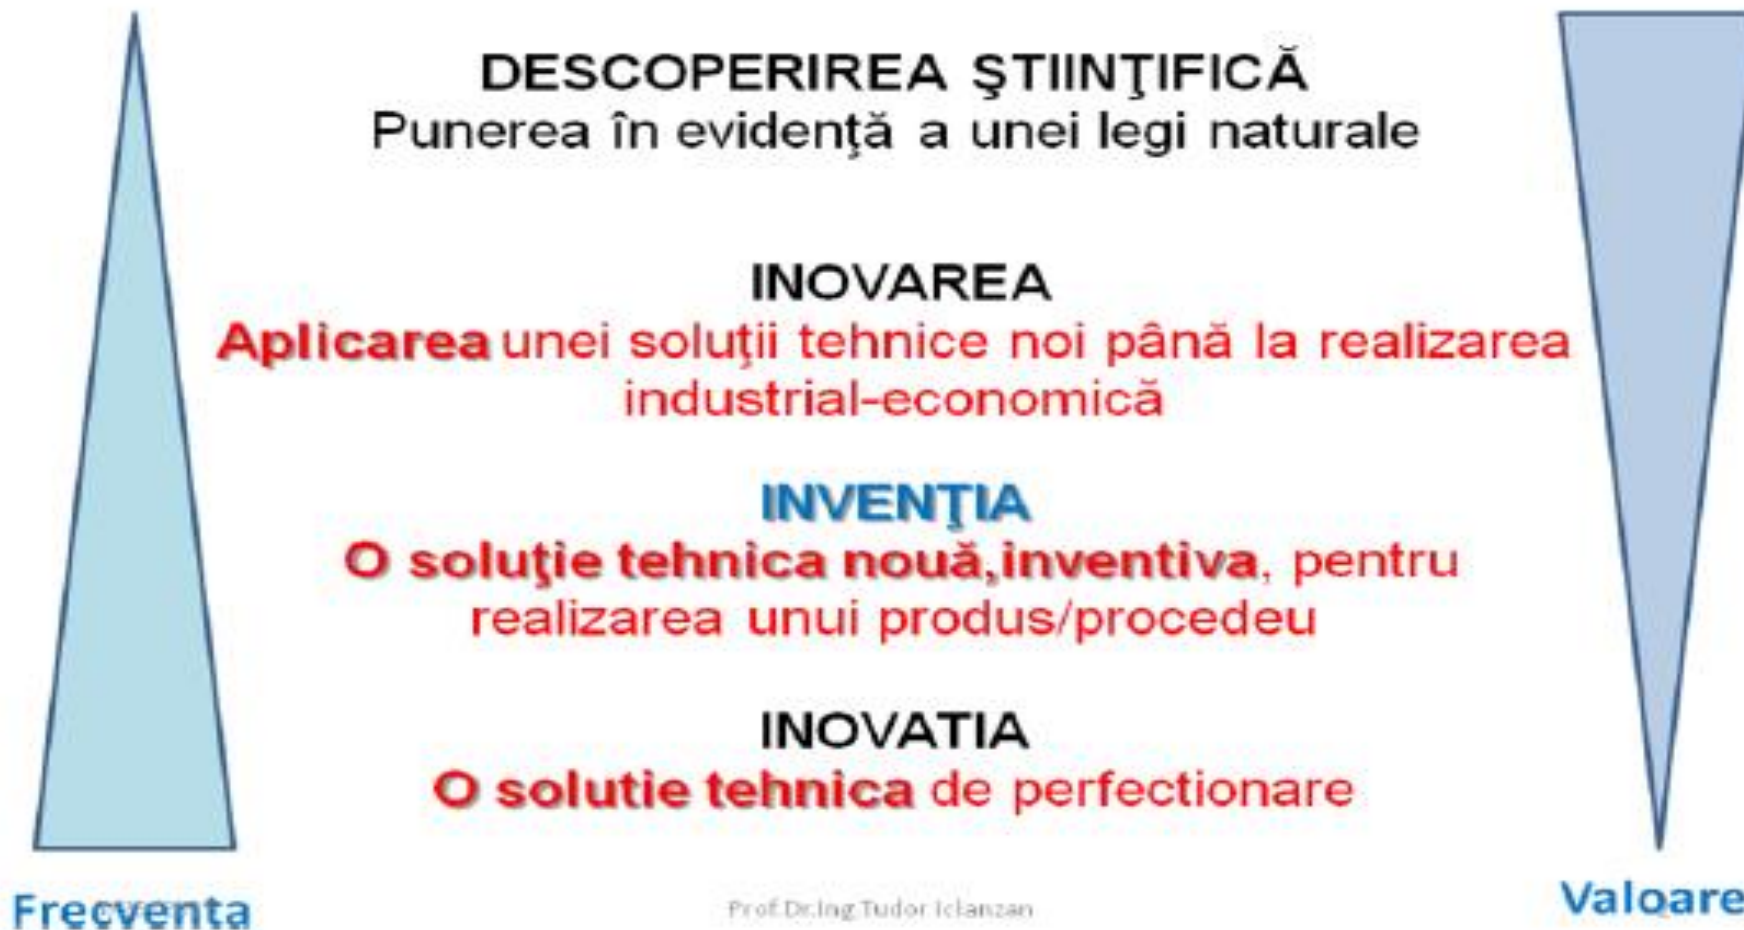 DESCOPERIREA ŞTIINŢIFICĂ
Punerea în evidenţă a unei legi naturale
INOVAREA
Aplicarea unei soluţii tehnice noi până la realizarea
industrial-economică
INVENŢIA
O soluţie tehnica nouă,inventiva, pentru
realizarea unui produs/procedeu
INOVATIA
O solutie tehnica de perfectionare
Frecventa
Prof.Dr.Ing.Tudor Iclanzan
Valoare